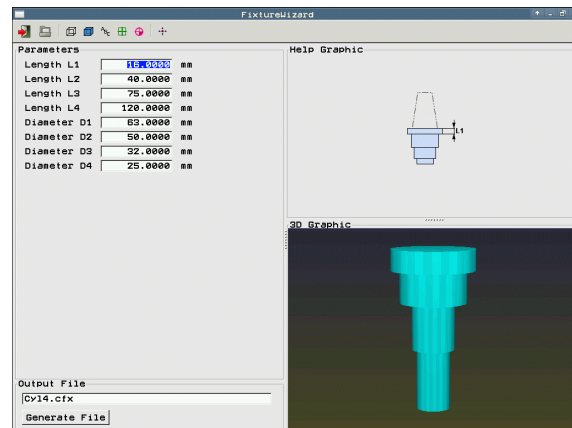 FixtureWizard
Parameters
Length L1 16.0000 mm
Length L2 40.0000 mm
Length L3 75.0000 mm
Length L4 120.0000 mm
Diameter D1 63.0000 mm
Diameter D2 50.0000 mm
Diameter D3 32.0000 mm
Diameter D4 25.0000 mm
Help Graphic
L1
3D Graphic
Output File
Cyl4.cfx
Generate File